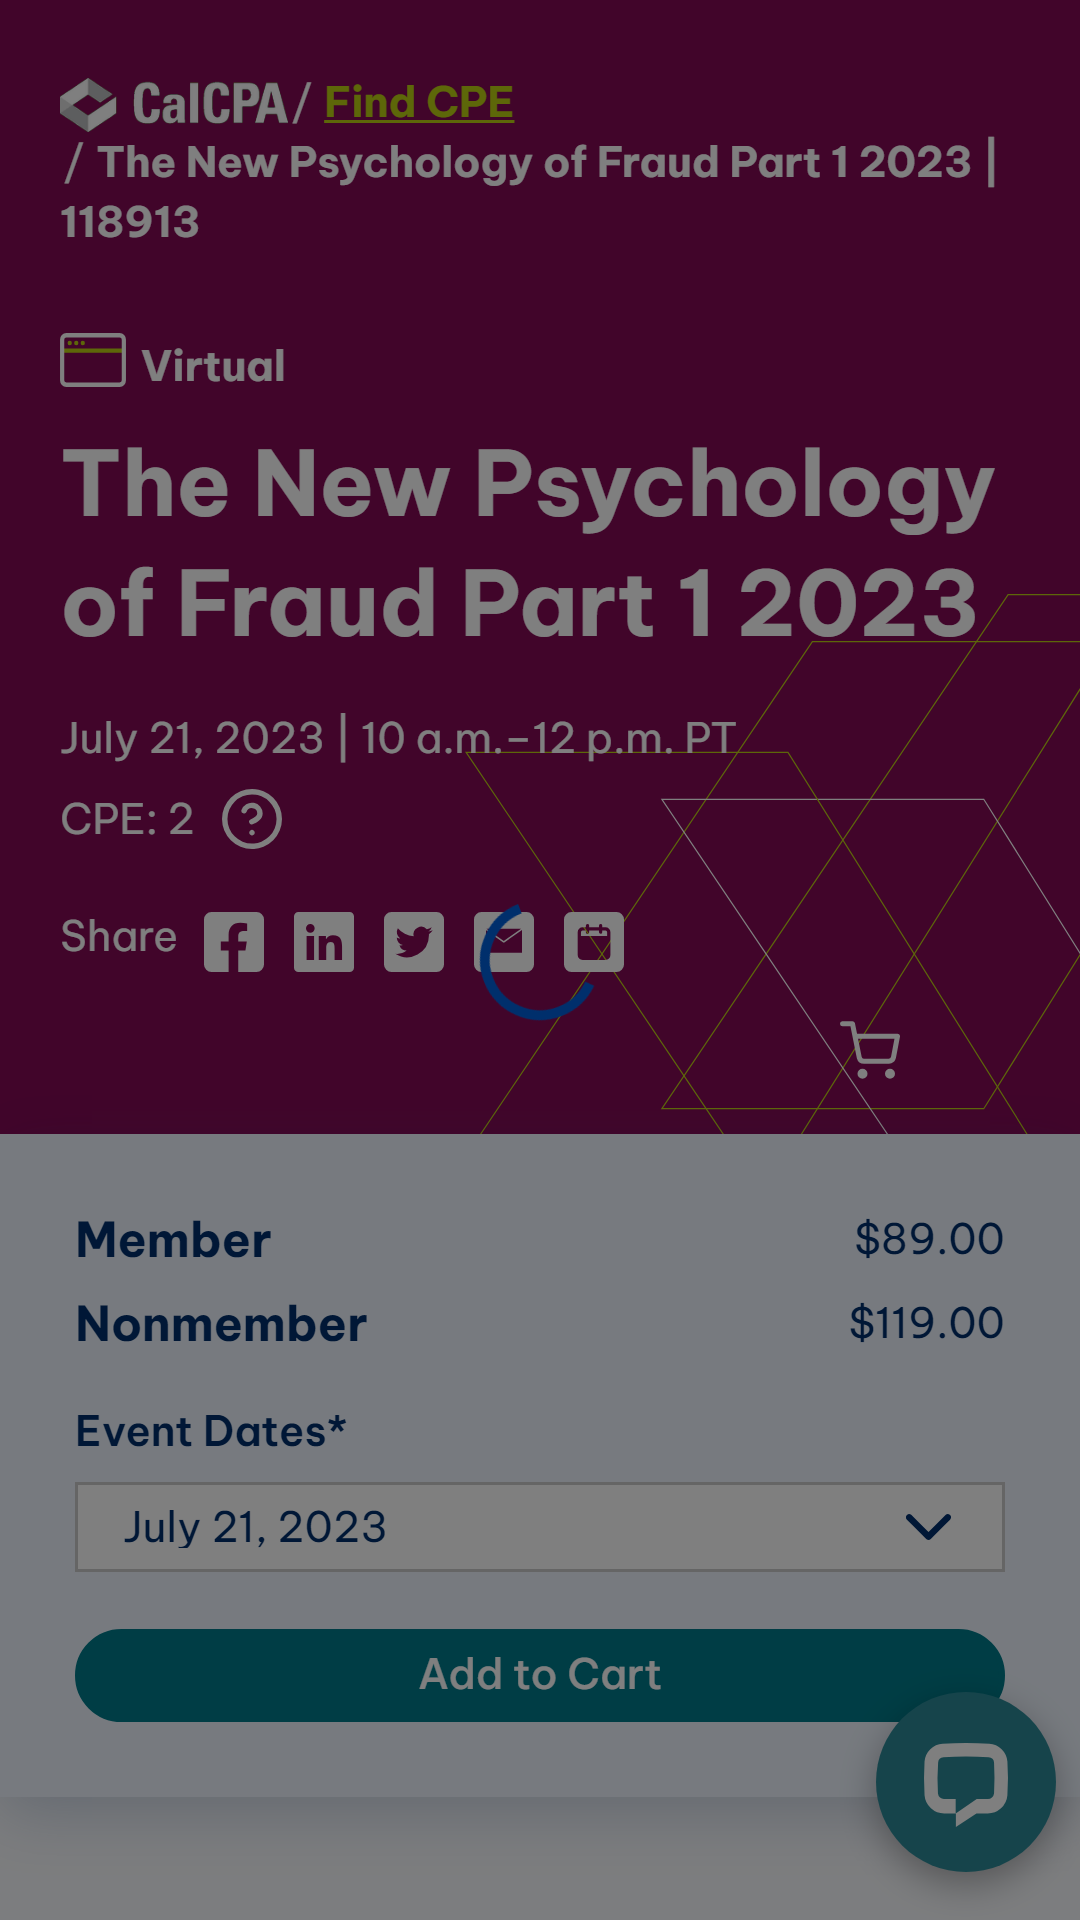 CalCPA / Find CPE
/ The New Psychology of Fraud Part 1 2023 |
118913
Virtual
The New Psychology
of Fraud Part 1 2023
July 21, 2023 | 10 a.m.–12 p.m. PT
CPE: 2 ?
Share
Member $89.00
Nonmember $119.00
Event Dates*
July 21, 2023
Add to Cart